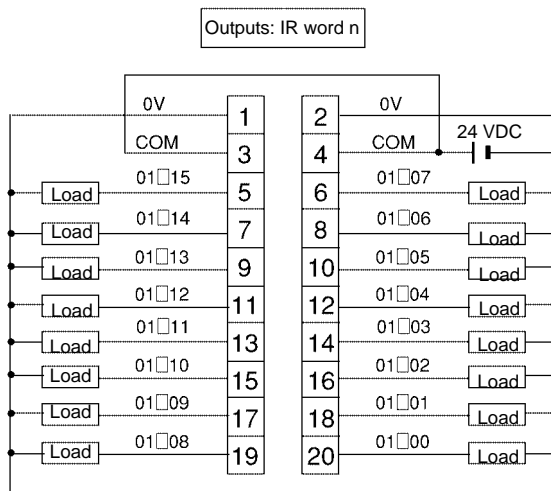 Outputs: IR word n
0V 1 2 0V
COM 3 4 COM 24 VDC
Load 01□15 5 6 01□07 Load
Load 01□14 7 8 01□06 Load
Load 01□13 9 10 01□05 Load
Load 01□12 11 12 01□04 Load
Load 01□11 13 14 01□03 Load
Load 01□10 15 16 01□02 Load
Load 01□09 17 18 01□01 Load
Load 01□08 19 20 01□00 Load